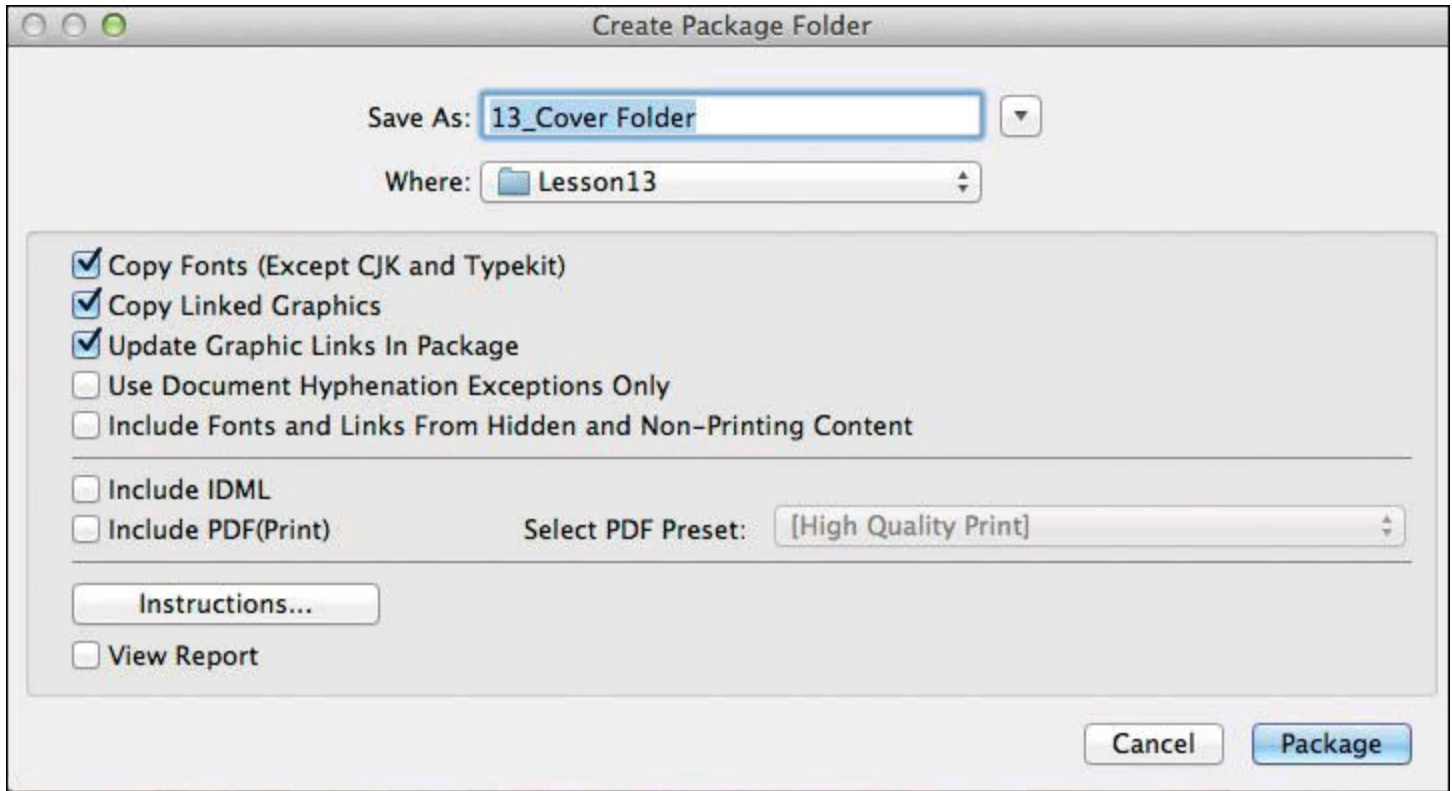 Create Package Folder
Save As: 13_Cover Folder
Where: Lesson13
Copy Fonts (Except CJK and Typekit)
Copy Linked Graphics
Update Graphic Links In Package
Use Document Hyphenation Exceptions Only
Include Fonts and Links From Hidden and Non-Printing Content
Include IDML
Include PDF(Print) Select PDF Preset: [High Quality Print]
Instructions...
View Report
Cancel Package